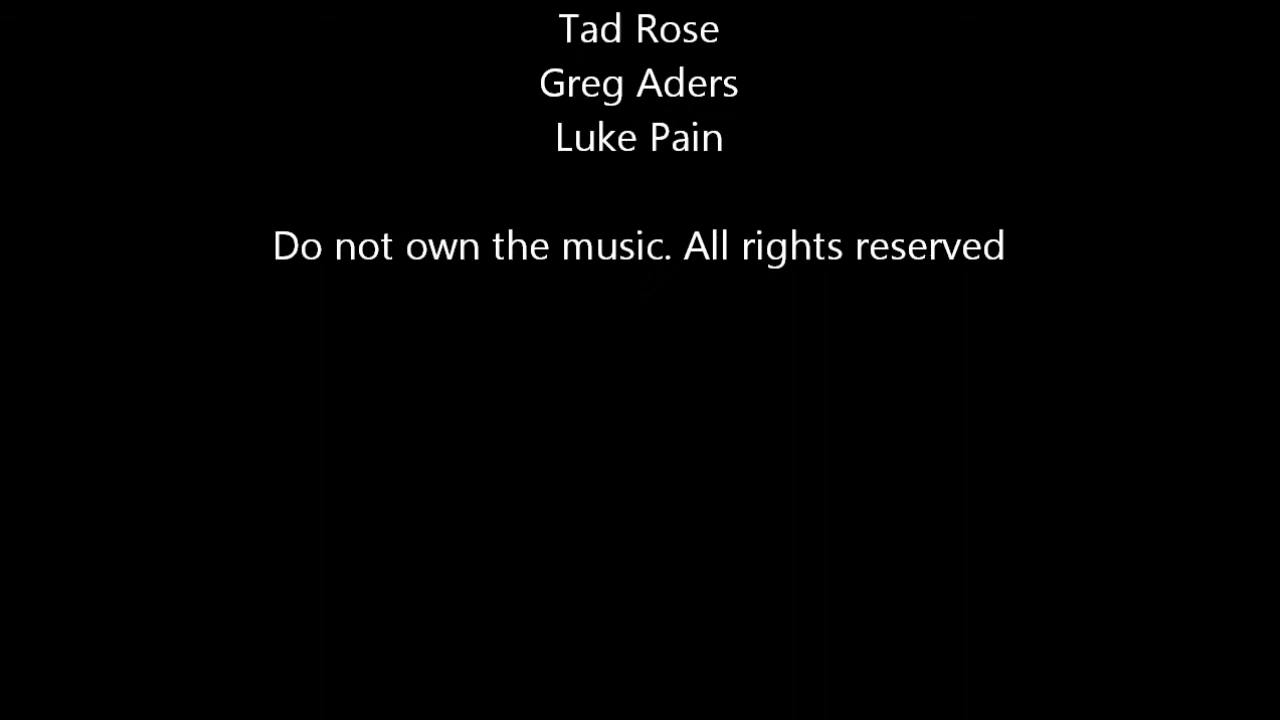 Tad Rose
Greg Aders
Luke Pain
Do not own the music. All rights reserved